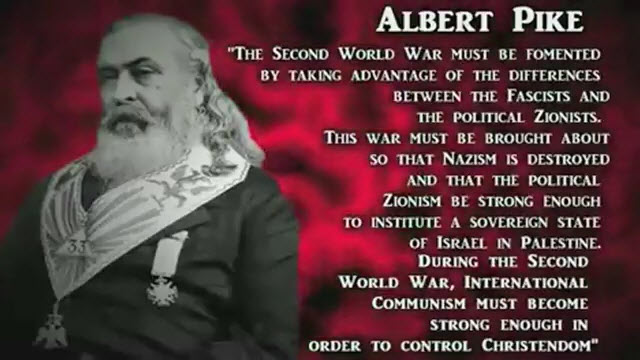 ALBERT PIKE
"THE SECOND WORLD WAR MUST BE FOMENTED
BY TAKING ADVANTAGE OF THE DIFFERENCES
BETWEEN THE FASCISTS AND
THE POLITICAL ZIONISTS.
THIS WAR MUST BE BROUGHT ABOUT
SO THAT NAZISM IS DESTROYED
AND THAT THE POLITICAL
ZIONISM BE STRONG ENOUGH
TO INSTITUTE A SOVEREIGN STATE
OF ISRAEL IN PALESTINE.
DURING THE SECOND
WORLD WAR, INTERNATIONAL
COMMUNISM MUST BECOME
STRONG ENOUGH IN
ORDER TO CONTROL CHRISTENDOM"
33